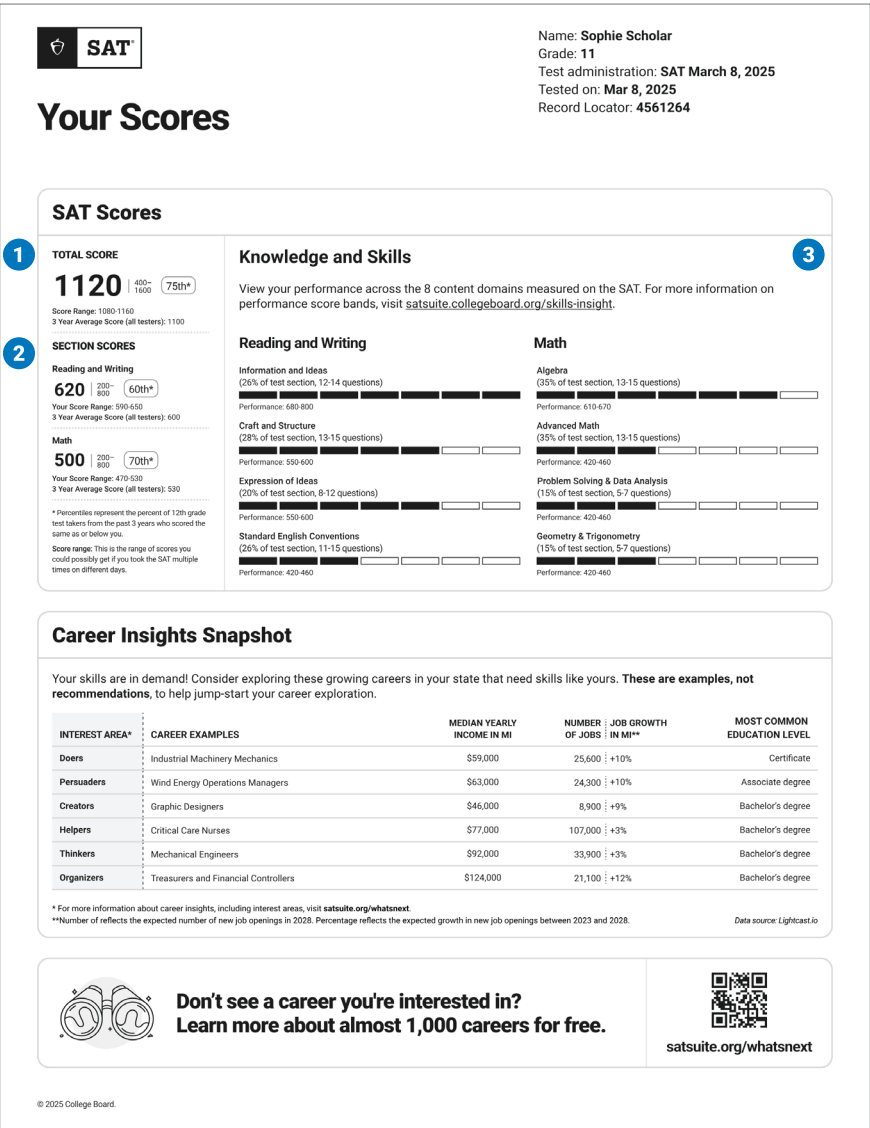 SAT®
Name: Sophie Scholar
Grade: 11
Test administration: SAT March 8, 2025
Tested on: Mar 8, 2025
Record Locator: 4561264
Your Scores
SAT Scores
1
TOTAL SCORE
1120 400–1600 75th*
Score Range: 1080-1160
3 Year Average Score (all testers): 1100
2
SECTION SCORES
Reading and Writing
620 200–800 60th*
Your Score Range: 590-650
3 Year Average Score (all testers): 600
Math
500 200–800 70th*
Your Score Range: 470-530
3 Year Average Score (all testers): 530
* Percentiles represent the percent of 12th grade
test takers from the past 3 years who scored the
same as or below you.
Score range: This is the range of scores you
could possibly get if you took the SAT multiple
times on different days.
3
Knowledge and Skills
View your performance across the 8 content domains measured on the SAT. For more information on
performance score bands, visit satsuite.collegeboard.org/skills-insight.
Reading and Writing
Information and Ideas
(26% of test section, 12-14 questions)
Performance: 680-800
Craft and Structure
(28% of test section, 13-15 questions)
Performance: 550-600
Expression of Ideas
(20% of test section, 8-12 questions)
Performance: 550-600
Standard English Conventions
(26% of test section, 11-15 questions)
Performance: 420-460
Math
Algebra
(35% of test section, 13-15 questions)
Performance: 610-670
Advanced Math
(35% of test section, 13-15 questions)
Performance: 420-460
Problem Solving & Data Analysis
(15% of test section, 5-7 questions)
Performance: 420-460
Geometry & Trigonometry
(15% of test section, 5-7 questions)
Performance: 420-460
Career Insights Snapshot
Your skills are in demand! Consider exploring these growing careers in your state that need skills like yours. These are examples, not
recommendations, to help jump-start your career exploration.
INTEREST AREA* CAREER EXAMPLES MEDIAN YEARLY INCOME IN MI NUMBER OF JOBS JOB GROWTH IN MI** MOST COMMON EDUCATION LEVEL
Doers Industrial Machinery Mechanics $59,000 25,600 +10% Certificate
Persuaders Wind Energy Operations Managers $63,000 24,300 +10% Associate degree
Creators Graphic Designers $46,000 8,900 +9% Bachelor's degree
Helpers Critical Care Nurses $77,000 107,000 +3% Bachelor's degree
Thinkers Mechanical Engineers $92,000 33,900 +3% Bachelor's degree
Organizers Treasurers and Financial Controllers $124,000 21,100 +12% Bachelor's degree
* For more information about career insights, including interest areas, visit satsuite.org/whatsnext.
**Number of reflects the expected number of new job openings in 2028. Percentage reflects the expected growth in new job openings between 2023 and 2028.
Data source: Lightcast.io
Don't see a career you're interested in?
Learn more about almost 1,000 careers for free.
satsuite.org/whatsnext
© 2025 College Board.